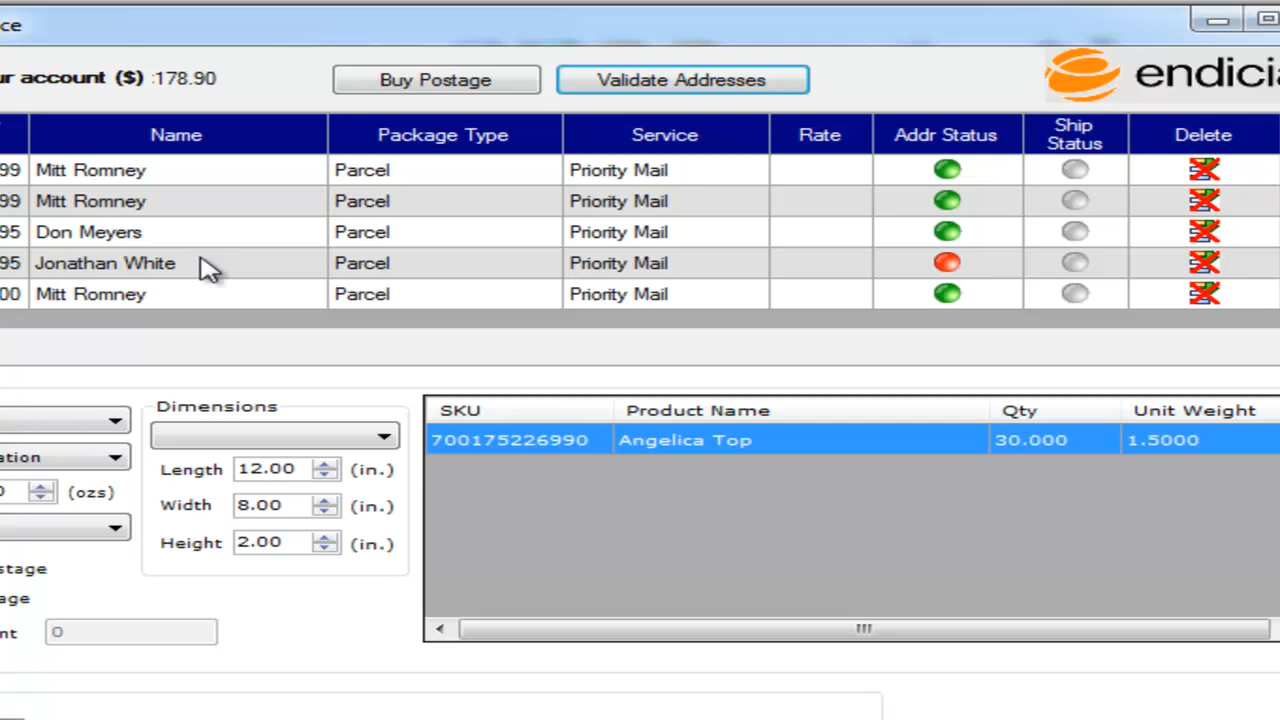 ce
ur account ($) :178.90 Buy Postage Validate Addresses endicia
Name Package Type Service Rate Addr Status Ship Status Delete
99 Mitt Romney Parcel Priority Mail
99 Mitt Romney Parcel Priority Mail
95 Don Meyers Parcel Priority Mail
95 Jonathan White Parcel Priority Mail
00 Mitt Romney Parcel Priority Mail
Dimensions
SKU Product Name Qty Unit Weight
700175226990 Angelica Top 30.000 1.5000
ation
Length 12.00 (in.)
0 (ozs)
Width 8.00 (in.)
Height 2.00 (in.)
stage
age
nt 0